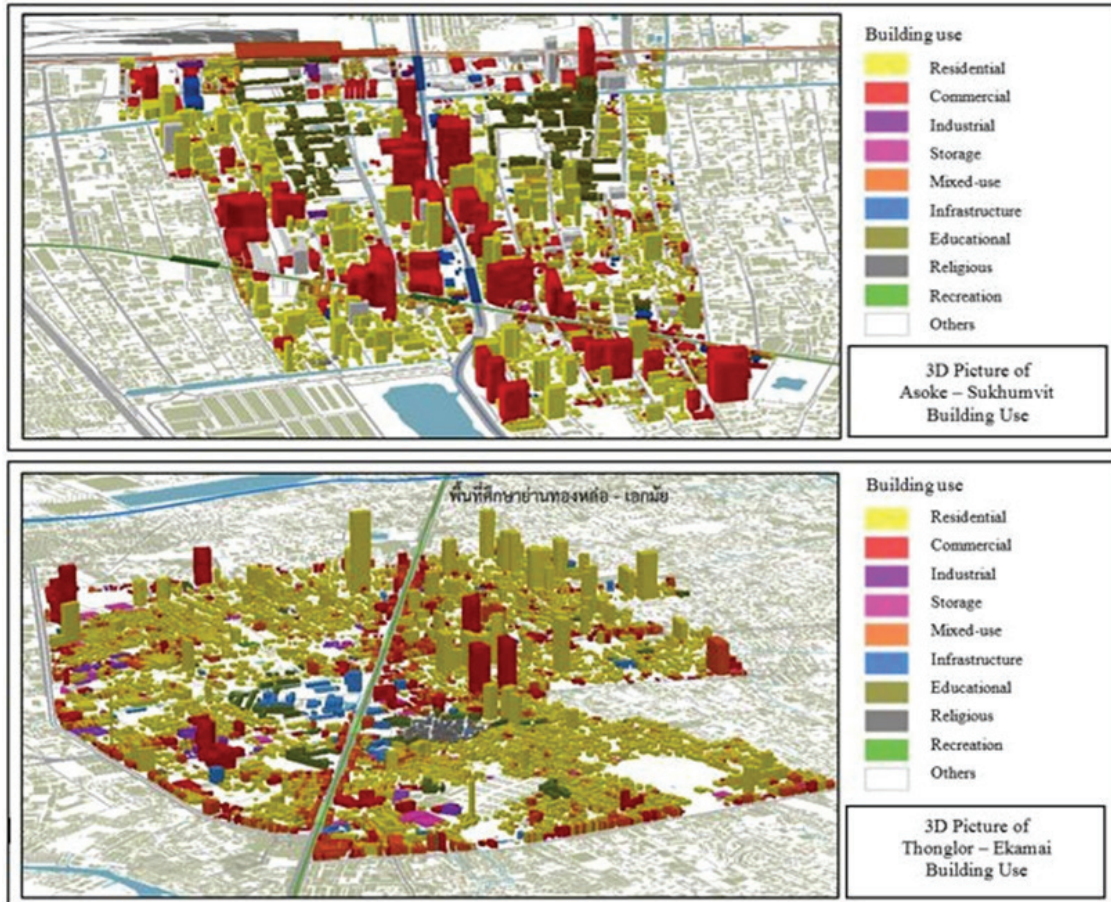 Building use
Residential
Commercial
Industrial
Storage
Mixed-use
Infrastructure
Educational
Religious
Recreation
Others
3D Picture of
Asoke – Sukhumvit
Building Use
พื้นที่ศึกษาย่านทองหล่อ - เอกมัย
Building use
Residential
Commercial
Industrial
Storage
Mixed-use
Infrastructure
Educational
Religious
Recreation
Others
3D Picture of
Thonglor – Ekamai
Building Use